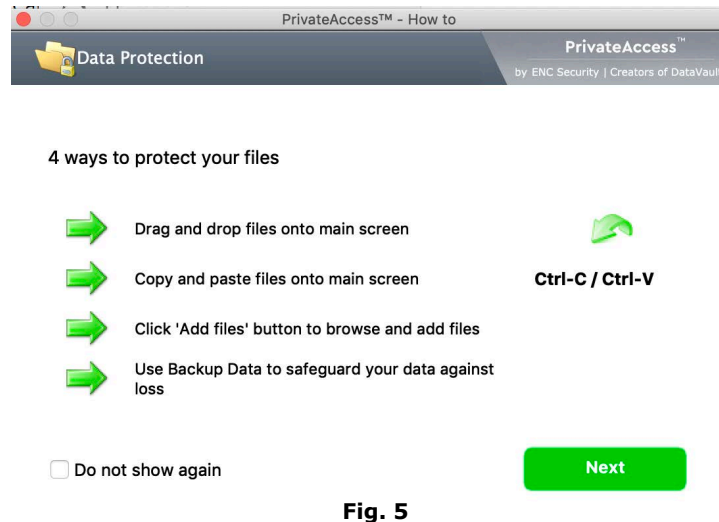 PrivateAccess™ - How to
Data Protection
PrivateAccess™
by ENC Security | Creators of DataVaul
4 ways to protect your files
Drag and drop files onto main screen
Copy and paste files onto main screen
Ctrl-C / Ctrl-V
Click 'Add files' button to browse and add files
Use Backup Data to safeguard your data against
loss
Do not show again
Next
Fig. 5